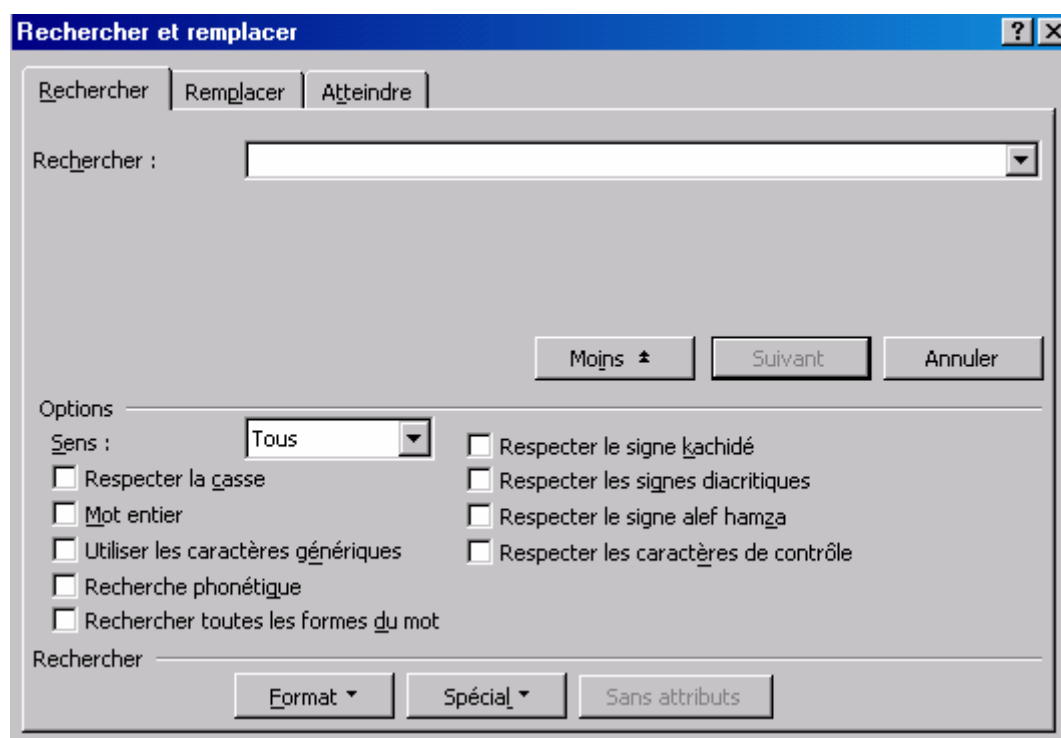 Rechercher et remplacer
Rechercher Remplacer Atteindre
Rechercher :
Moins Suivant Annuler
Options
Sens : Tous
Respecter la casse
Mot entier
Utiliser les caractères génériques
Recherche phonétique
Rechercher toutes les formes du mot
Respecter le signe kachidé
Respecter les signes diacritiques
Respecter le signe alef hamza
Respecter les caractères de contrôle
Rechercher
Format Spécial Sans attributs